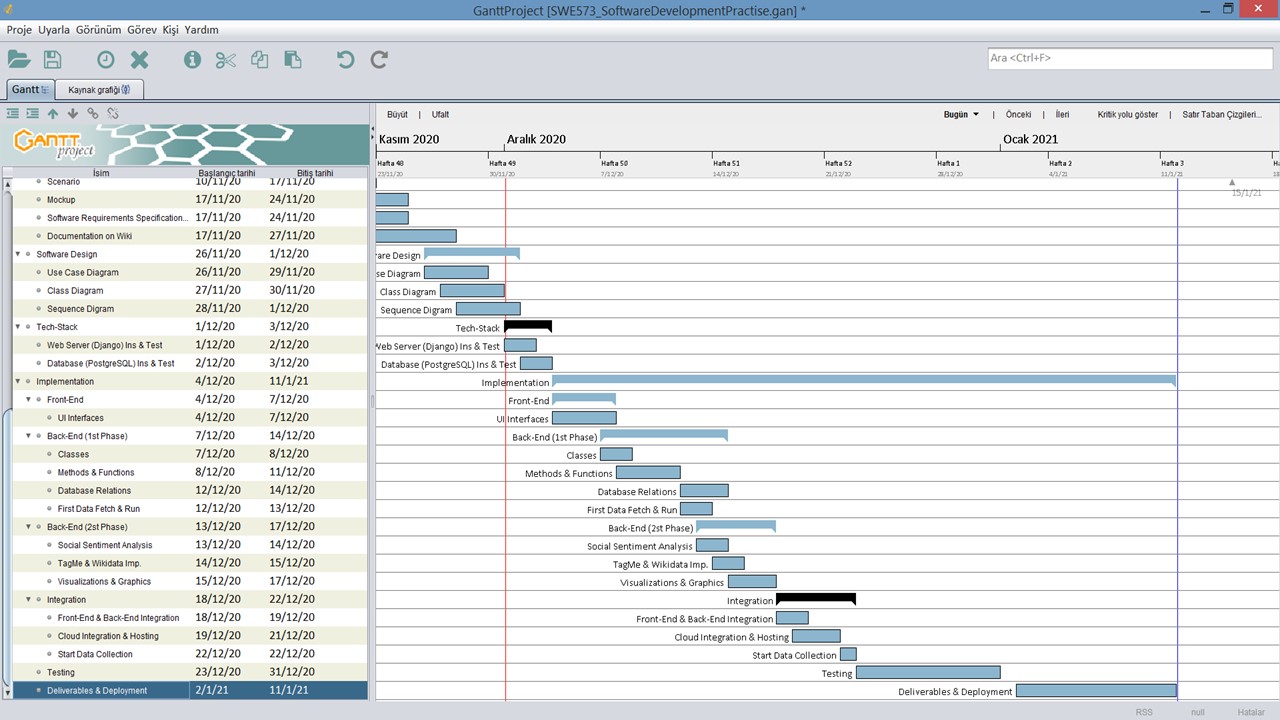 GanttProject [SWE573_SoftwareDevelopmentPractise.gan] *
Proje Uyarla Görünüm Görev Kişi Yardım
Ara <Ctrl+F>
Gantt Kaynak grafiği
Büyüt | Ufalt Bugün | Önceki | İleri Kritik yolu göster | Satır Taban Çizgileri...
GANTT project
Kasım 2020 Aralık 2020 Ocak 2021
Hafta 48 Hafta 49 Hafta 50 Hafta 51 Hafta 52 Hafta 1 Hafta 2 Hafta 3
23/11/20 30/11/20 7/12/20 14/12/20 21/12/20 28/12/20 4/1/21 11/1/21 18
15/1/21
İsim Başlangıç tarihi Bitiş tarihi
Scenario 10/11/20 17/11/20
Mockup 17/11/20 24/11/20
Software Requirements Specification... 17/11/20 24/11/20
Documentation on Wiki 17/11/20 27/11/20
Software Design 26/11/20 1/12/20
Use Case Diagram 26/11/20 29/11/20
Class Diagram 27/11/20 30/11/20
Sequence Digram 28/11/20 1/12/20
Tech-Stack 1/12/20 3/12/20
Web Server (Django) Ins & Test 1/12/20 2/12/20
Database (PostgreSQL) Ins & Test 2/12/20 3/12/20
Implementation 4/12/20 11/1/21
Front-End 4/12/20 7/12/20
UI Interfaces 4/12/20 7/12/20
Back-End (1st Phase) 7/12/20 14/12/20
Classes 7/12/20 8/12/20
Methods & Functions 8/12/20 11/12/20
Database Relations 12/12/20 14/12/20
First Data Fetch & Run 12/12/20 13/12/20
Back-End (2st Phase) 13/12/20 17/12/20
Social Sentiment Analysis 13/12/20 14/12/20
TagMe & Wikidata Imp. 14/12/20 15/12/20
Visualizations & Graphics 15/12/20 17/12/20
Integration 18/12/20 22/12/20
Front-End & Back-End Integration 18/12/20 19/12/20
Cloud Integration & Hosting 19/12/20 21/12/20
Start Data Collection 22/12/20 22/12/20
Testing 23/12/20 31/12/20
Deliverables & Deployment 2/1/21 11/1/21
are Design
se Diagram
Class Diagram
Sequence Digram
Tech-Stack
Web Server (Django) Ins & Test
Database (PostgreSQL) Ins & Test
Implementation
Front-End
UI Interfaces
Back-End (1st Phase)
Classes
Methods & Functions
Database Relations
First Data Fetch & Run
Back-End (2st Phase)
Social Sentiment Analysis
TagMe & Wikidata Imp.
Visualizations & Graphics
Integration
Front-End & Back-End Integration
Cloud Integration & Hosting
Start Data Collection
Testing
Deliverables & Deployment
RSS null Hatalar